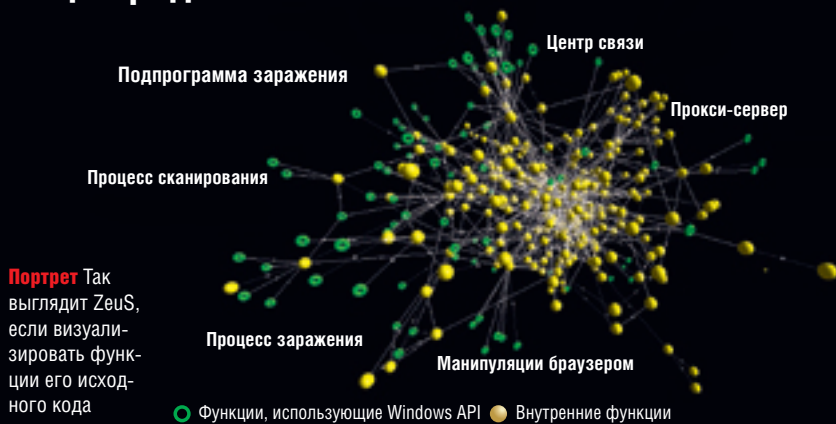 Центр связи
Подпрограмма заражения
Прокси-сервер
Процесс сканирования
Портрет Так
выглядит ZeuS,
если визуали-
зировать функ-
ции его исход-
ного кода
Процесс заражения
Манипуляции браузером
Функции, использующие Windows API
Внутренние функции